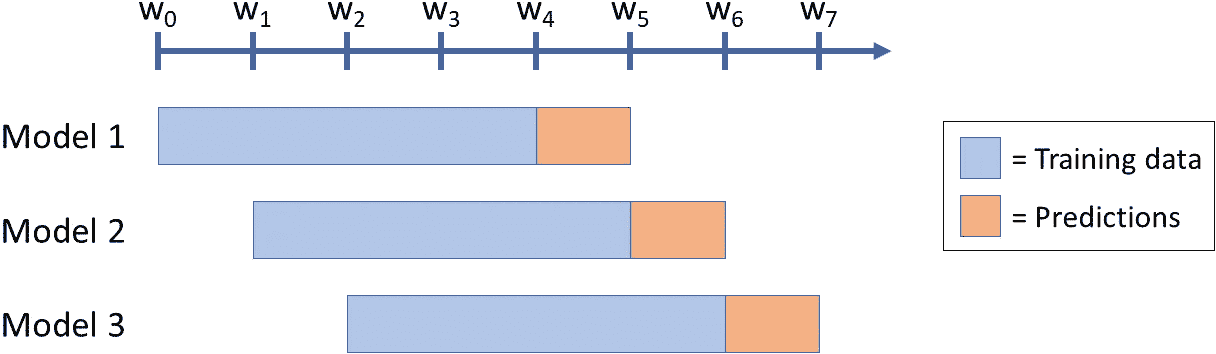 w₀ w₁ w₂ w₃ w₄ w₅ w₆ w₇
Model 1
= Training data
Model 2
= Predictions
Model 3